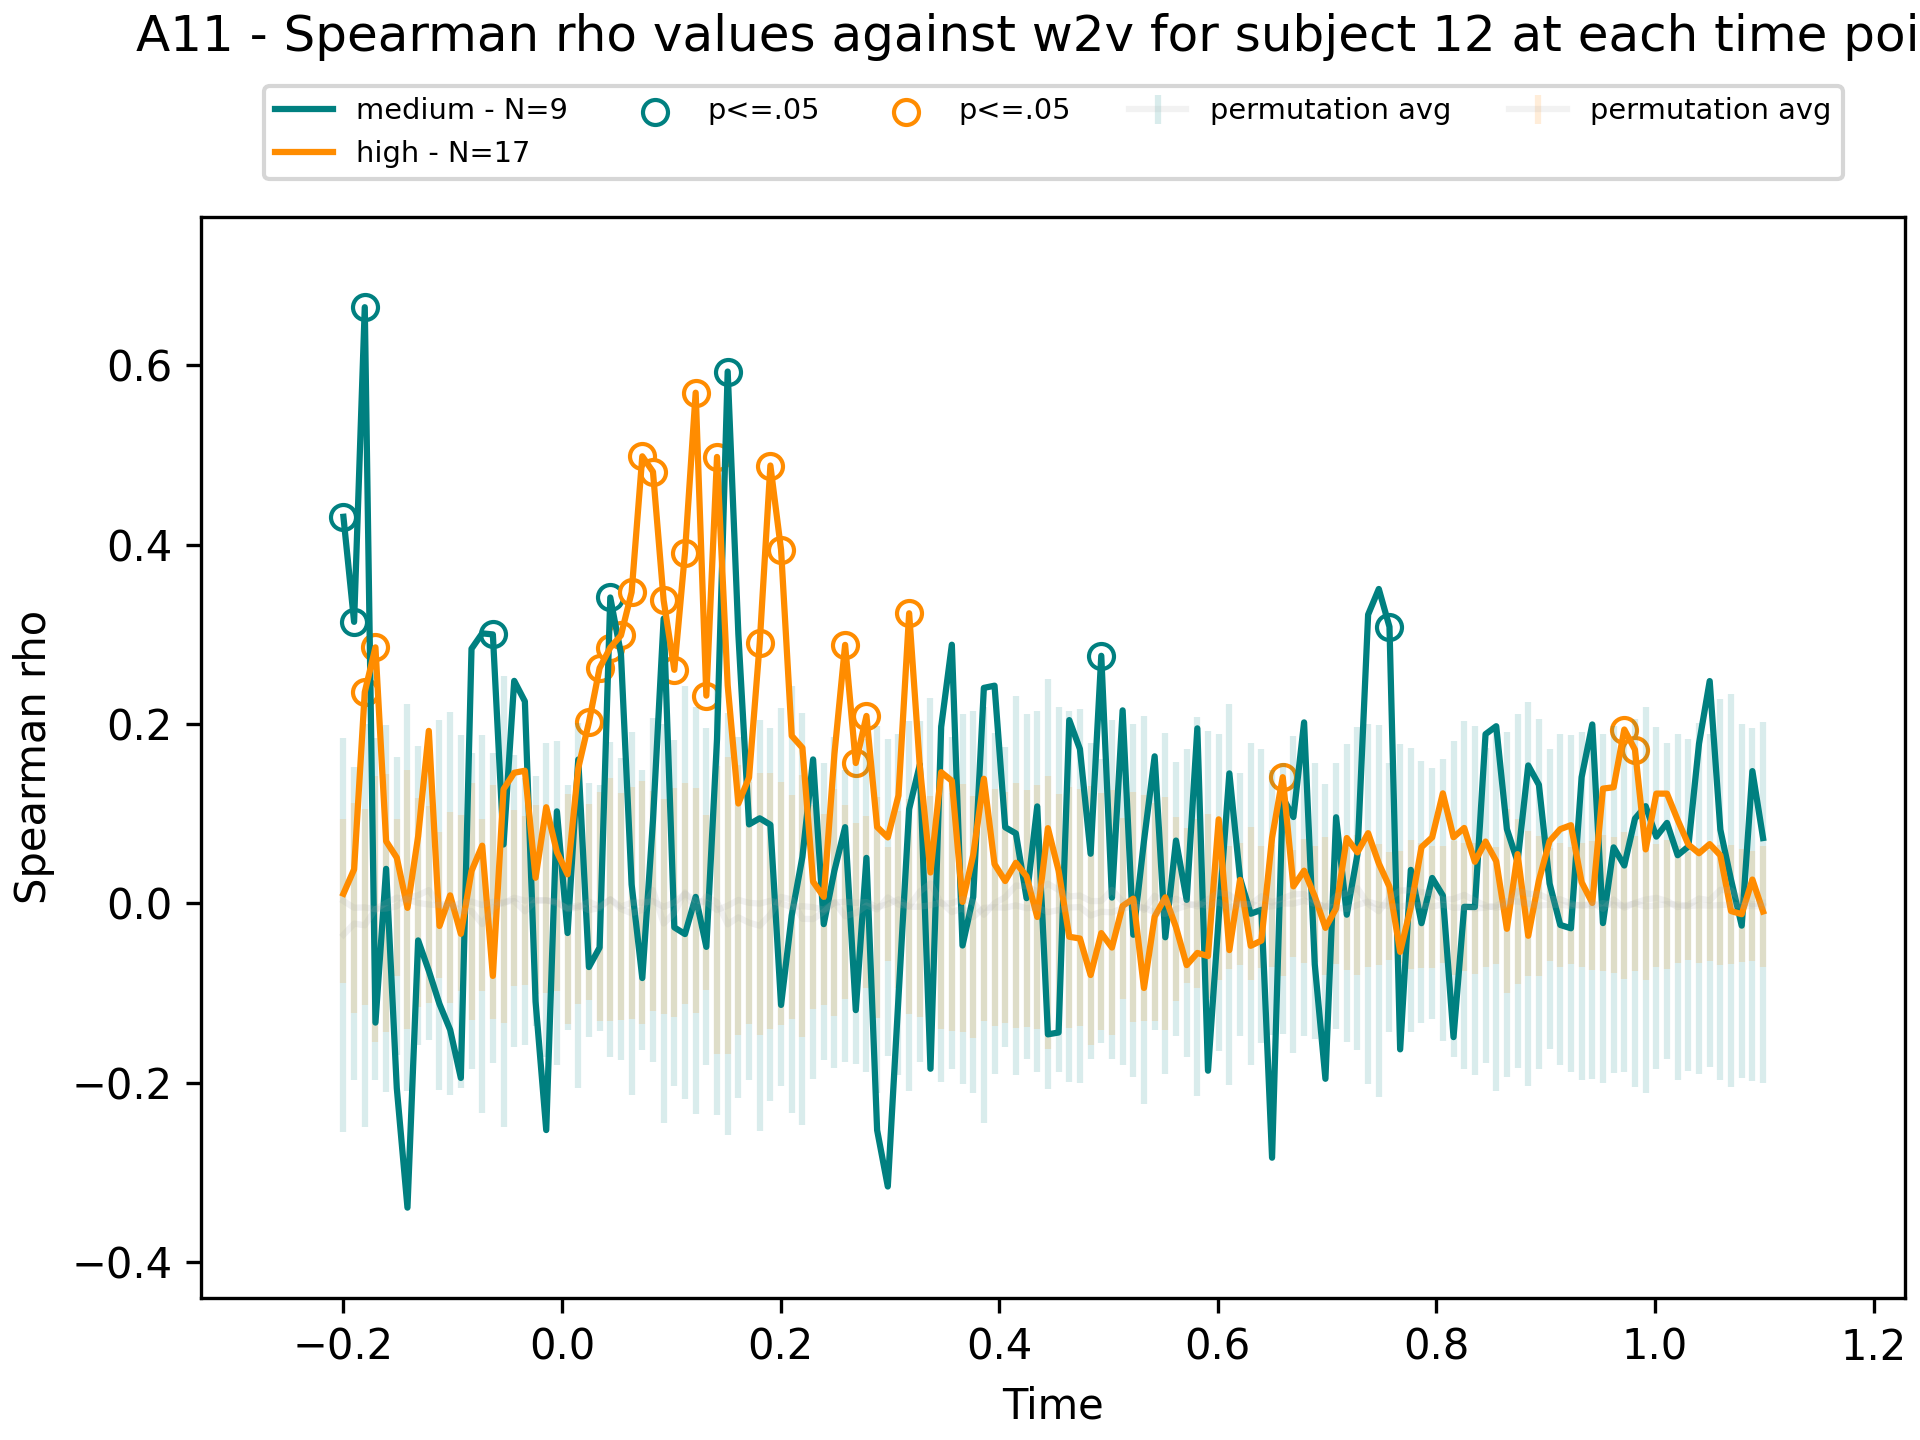 A11 - Spearman rho values against w2v for subject 12 at each time poi
medium - N=9
high - N=17
p<=.05
p<=.05
permutation avg
permutation avg
Spearman rho
0.6
0.4
0.2
0.0
−0.2
−0.4
−0.2 0.0 0.2 0.4 0.6 0.8 1.0 1.2
Time